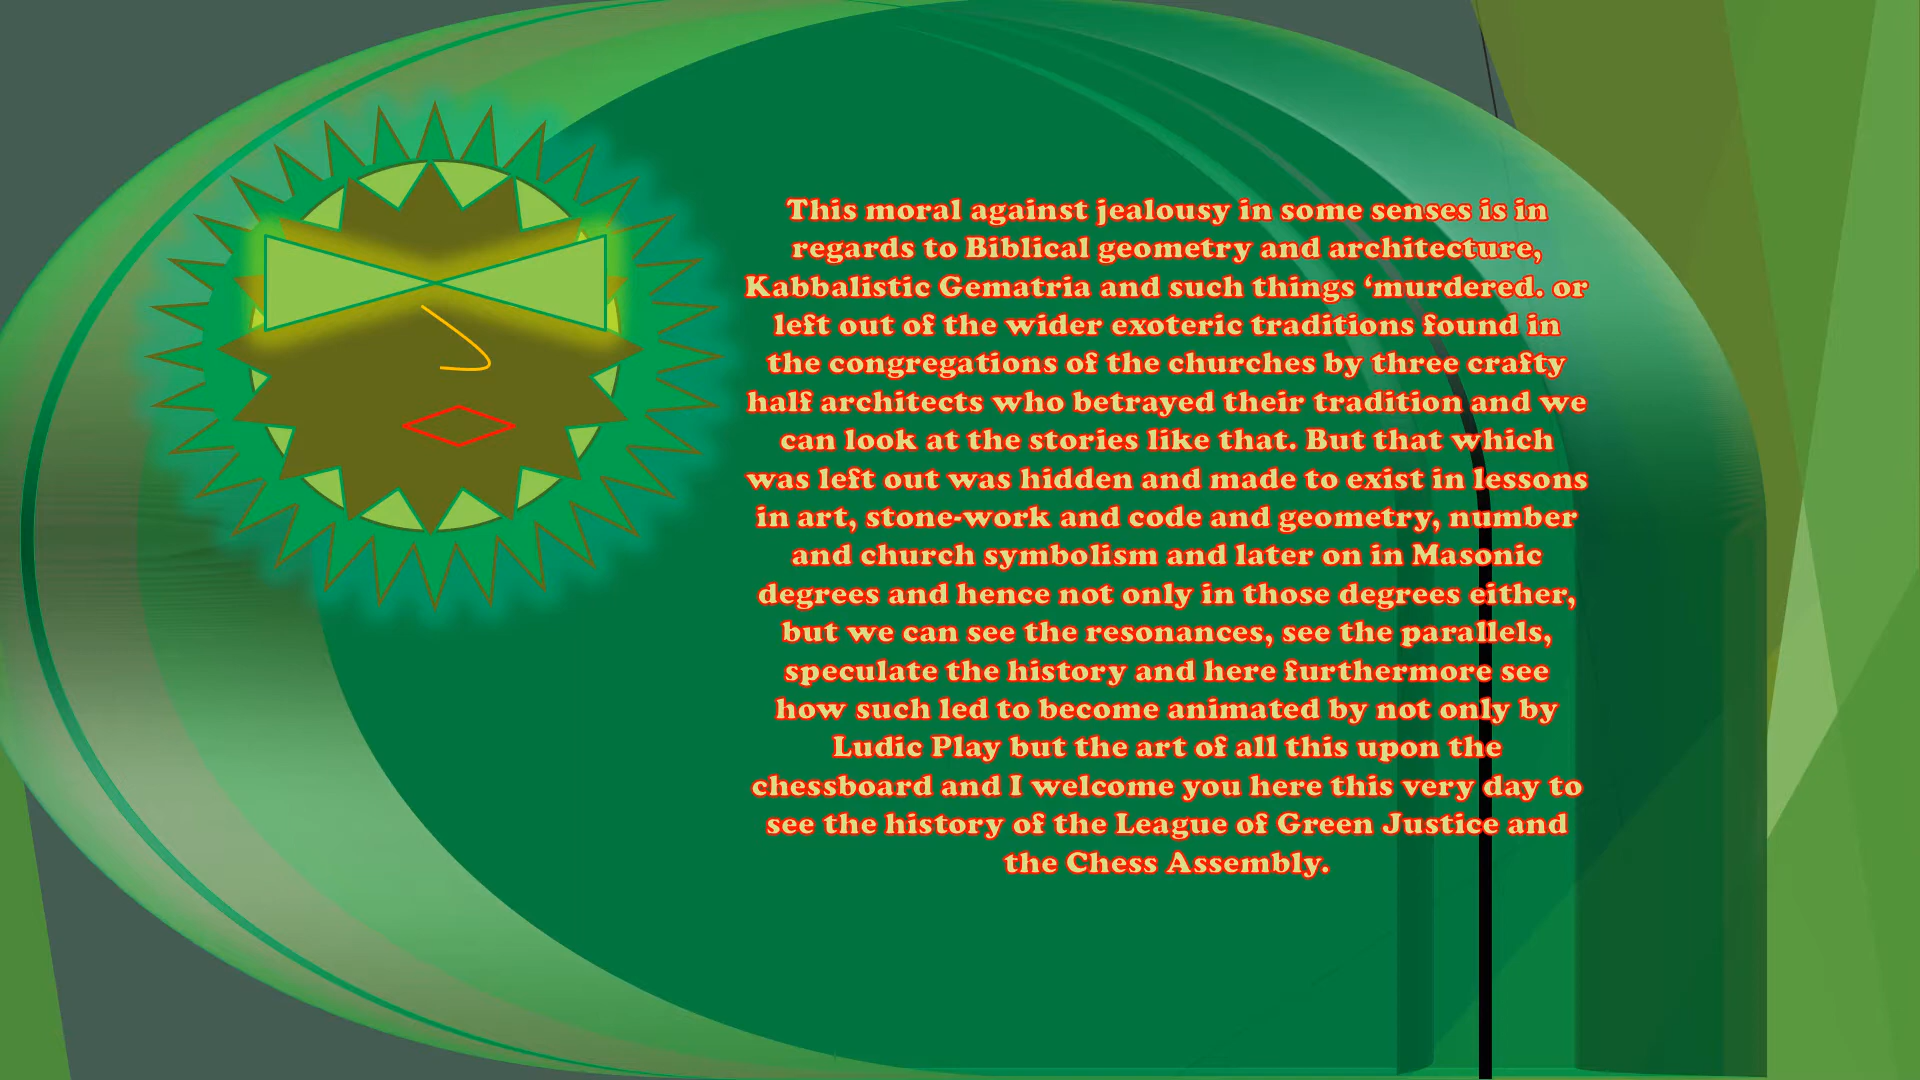 This moral against jealousy in some senses is in
regards to Biblical geometry and architecture,
Kabbalistic Gematria and such things ‘murdered. or
left out of the wider exoteric traditions found in
the congregations of the churches by three crafty
half architects who betrayed their tradition and we
can look at the stories like that. But that which
was left out was hidden and made to exist in lessons
in art, stone-work and code and geometry, number
and church symbolism and later on in Masonic
degrees and hence not only in those degrees either,
but we can see the resonances, see the parallels,
speculate the history and here furthermore see
how such led to become animated by not only by
Ludic Play but the art of all this upon the
chessboard and I welcome you here this very day to
see the history of the League of Green Justice and
the Chess Assembly.